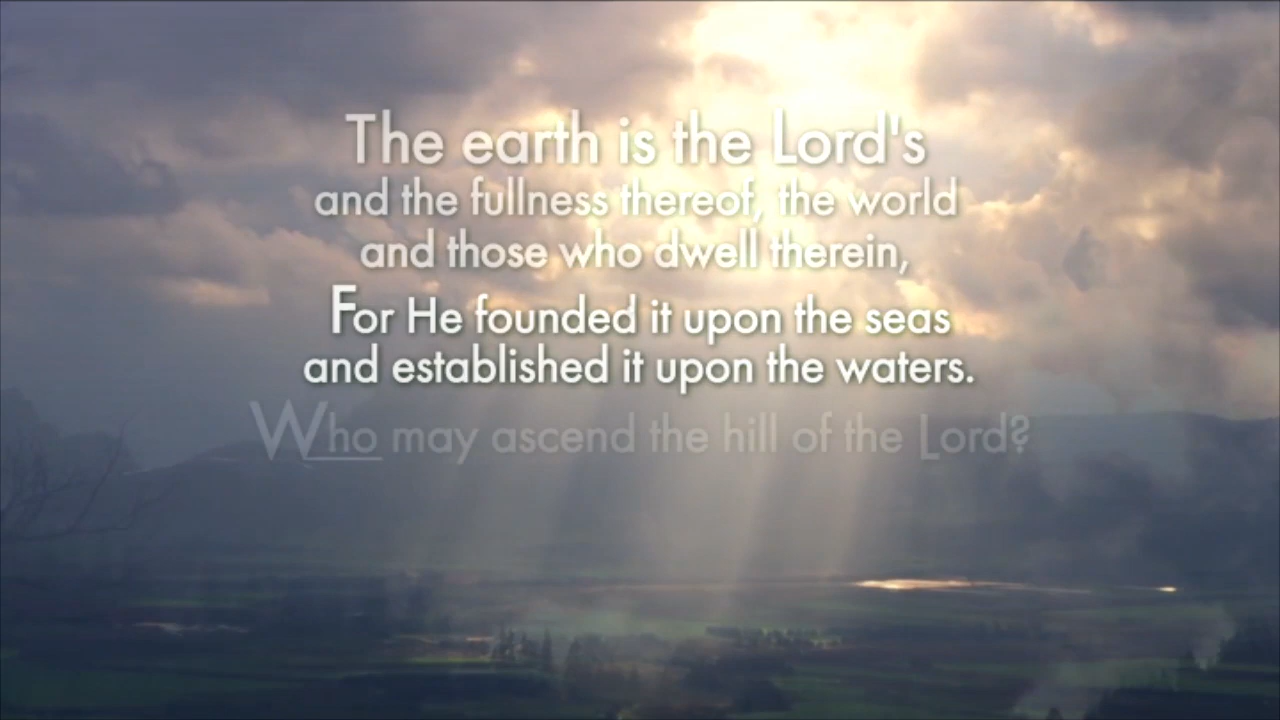 The earth is the Lord's
and the fullness thereof, the world
and those who dwell therein,
For He founded it upon the seas
and established it upon the waters.
Who may ascend the hill of the Lord?